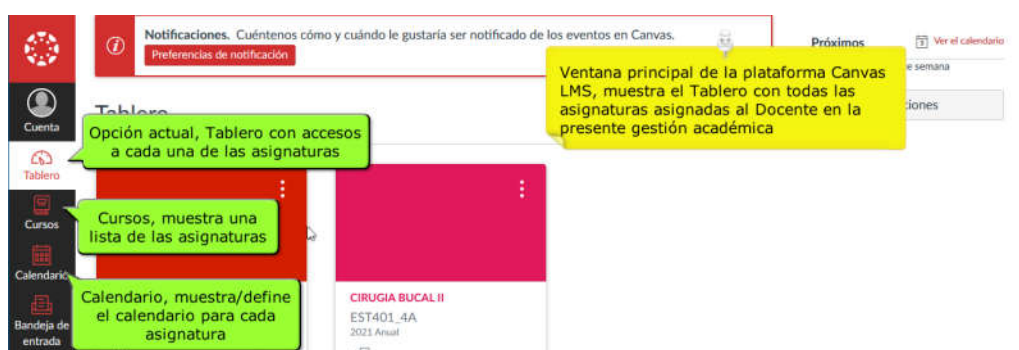 Notificaciones. Cuéntenos cómo y cuándo le gustaría ser notificado de los eventos en Canvas.
Preferencias de notificación
Próximos
Ver el calendario
semana
Ventana principal de la plataforma Canvas
LMS, muestra el Tablero con todas las
asignaturas asignadas al Docente en la
presente gestión académica
Cuenta
Tablero
Opción actual, Tablero con accesos
a cada una de las asignaturas
Tablero
Cursos
Cursos, muestra una
lista de las asignaturas
Calendario
Calendario, muestra/define
el calendario para cada
asignatura
Bandeja de
entrada
CIRUGIA BUCAL II
EST401_4A
2021 Anual